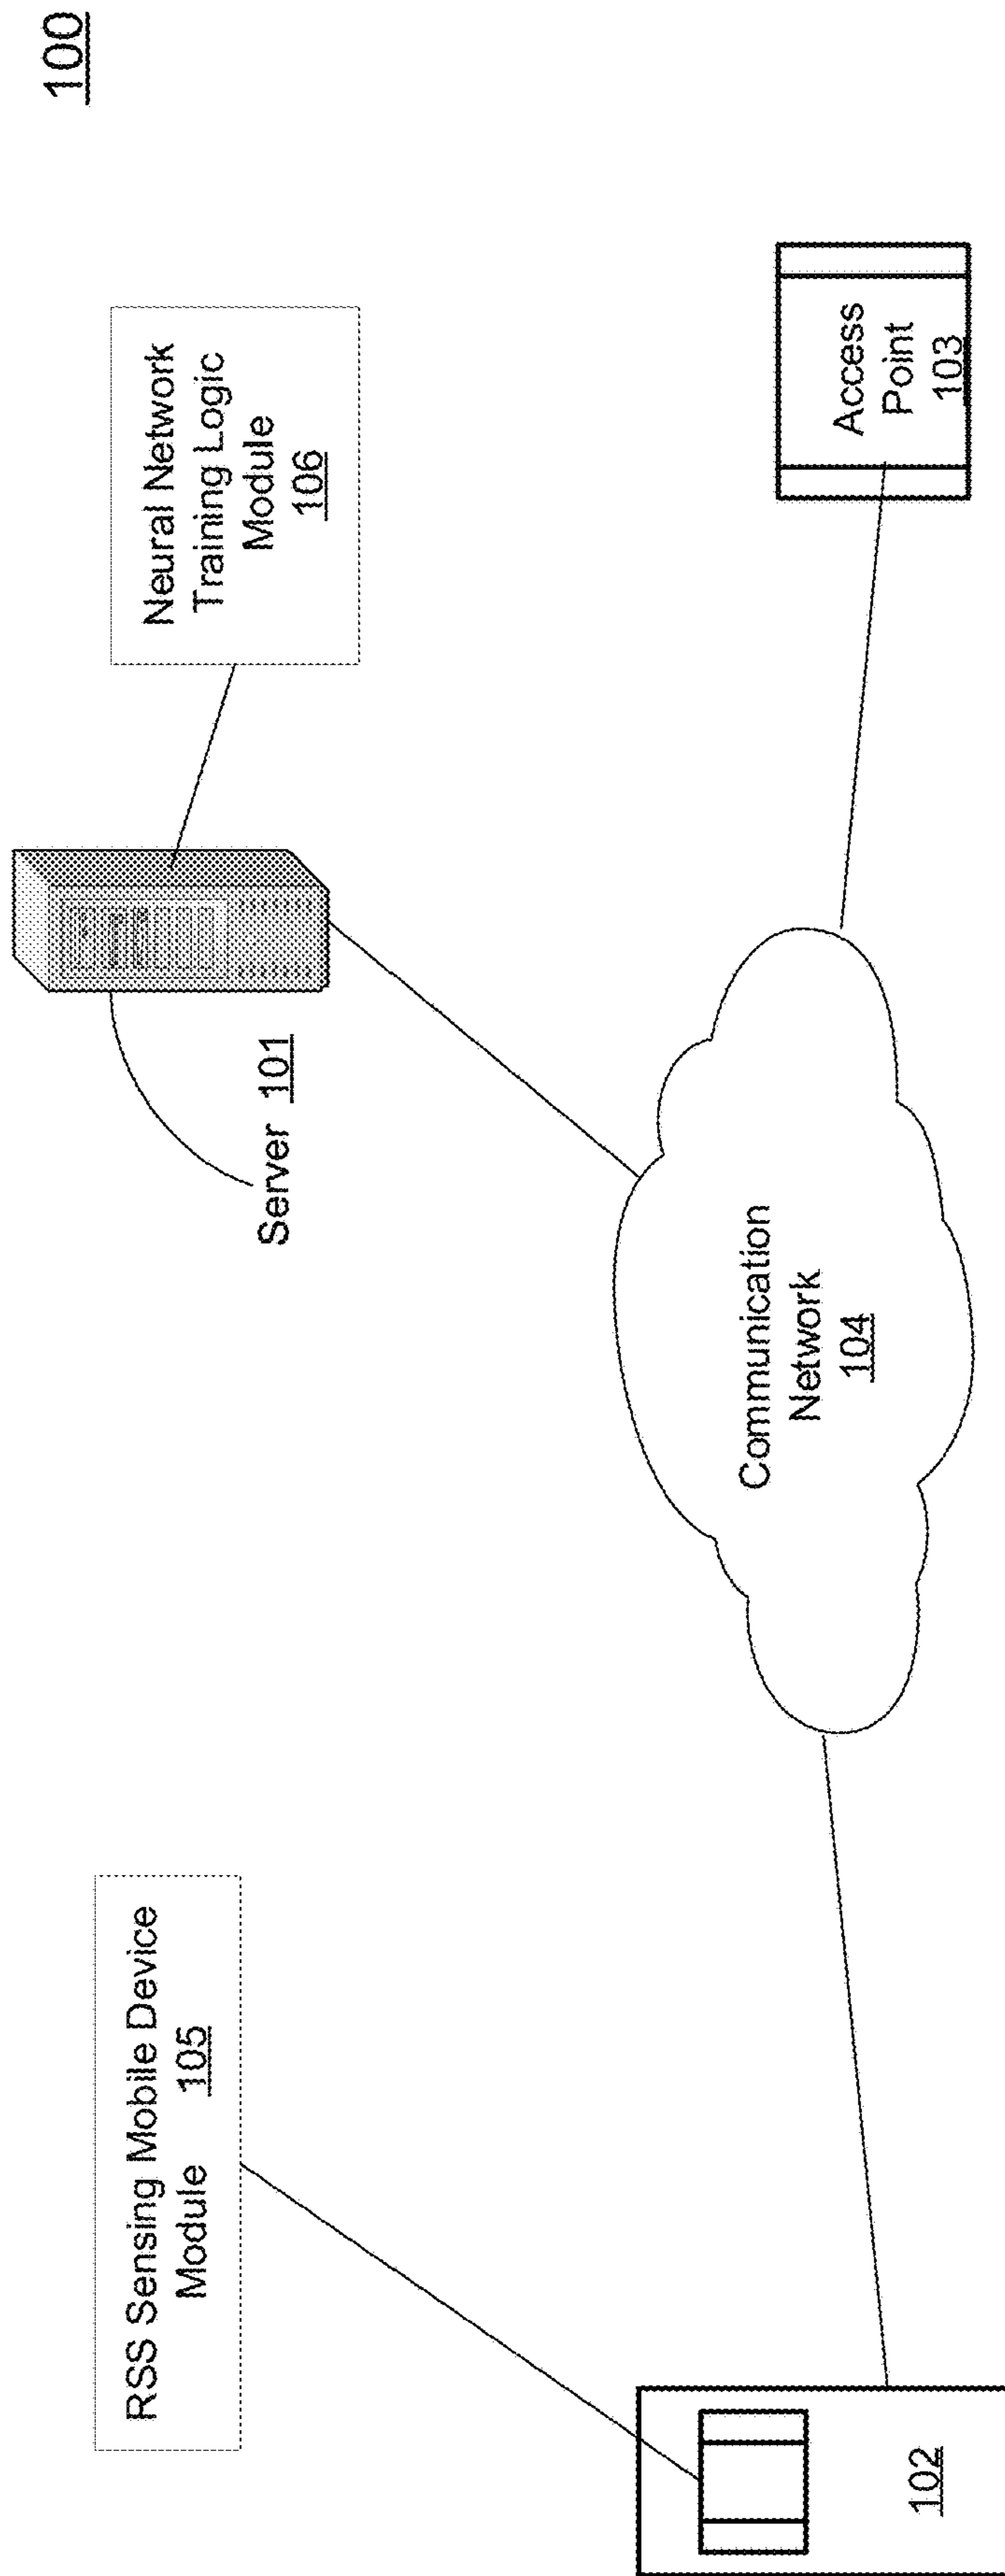 100
RSS Sensing Mobile Device
Module 105
Server 101
Neural Network
Training Logic
Module
106
Communication
Network
104
Access
Point
103
102